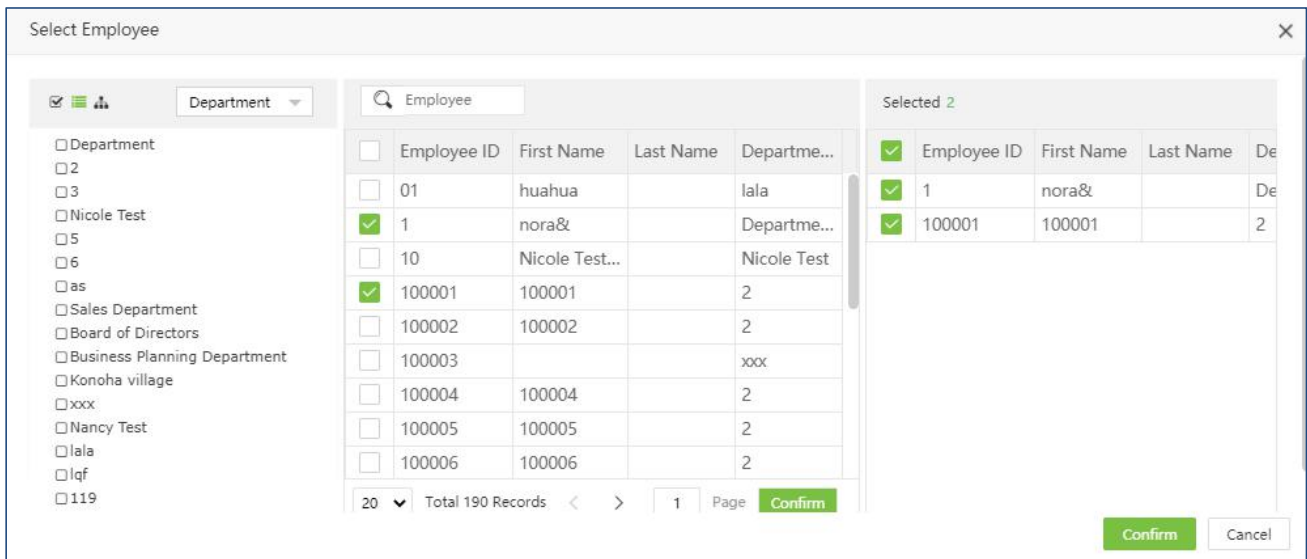 Select Employee
Department
Department
2
3
Nicole Test
5
6
as
Sales Department
Board of Directors
Business Planning Department
Konoha village
xxx
Nancy Test
lala
lqf
119
Employee
Employee ID First Name Last Name Departme...
01 huahua lala
1 nora& Departme...
10 Nicole Test... Nicole Test
100001 100001 2
100002 100002 2
100003 xxx
100004 100004 2
100005 100005 2
100006 100006 2
20 Total 190 Records < > 1 Page Confirm
Selected 2
Employee ID First Name Last Name De
1 nora& De
100001 100001 2
Confirm Cancel